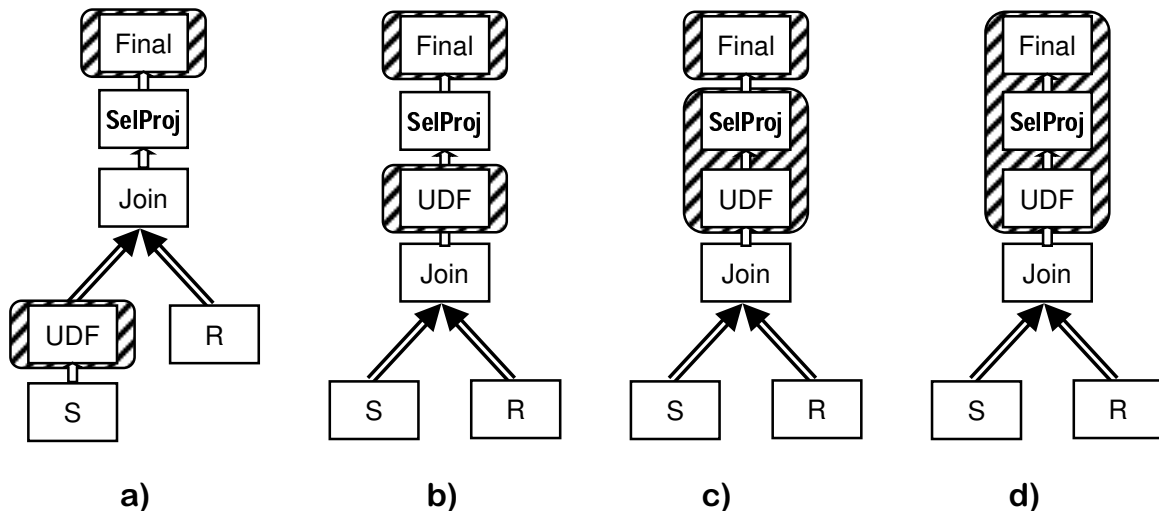 Final
SelProj
Join
UDF
R
S
a)
Final
SelProj
UDF
Join
S
R
b)
Final
SelProj
UDF
Join
S
R
c)
Final
SelProj
UDF
Join
S
R
d)